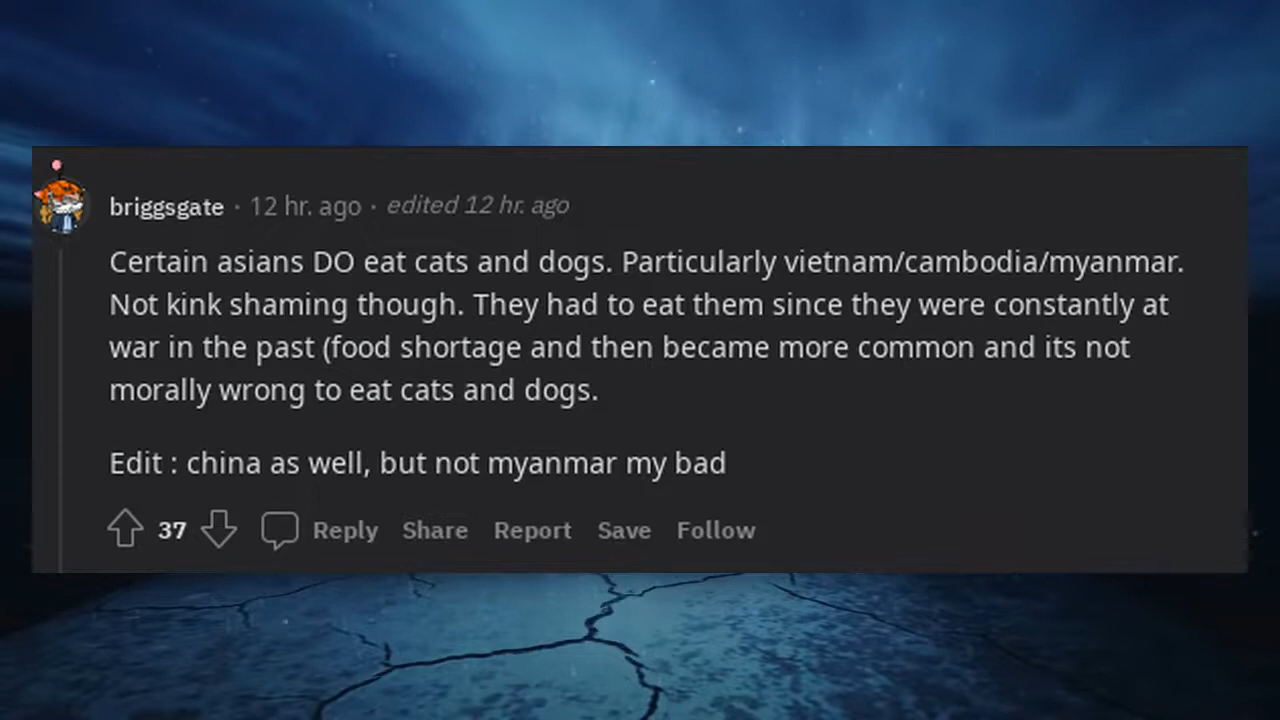 briggsgate · 12 hr. ago · edited 12 hr. ago
Certain asians DO eat cats and dogs. Particularly vietnam/cambodia/myanmar.
Not kink shaming though. They had to eat them since they were constantly at
war in the past (food shortage and then became more common and its not
morally wrong to eat cats and dogs.
Edit : china as well, but not myanmar my bad
37 Reply Share Report Save Follow